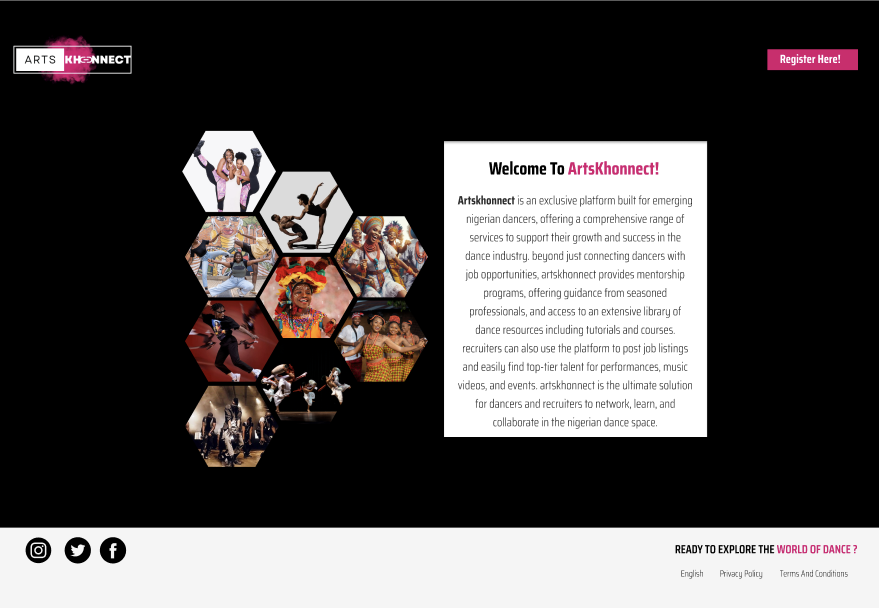 ARTS KHONNECT
Register Here!
Welcome To ArtsKhonnect!
Artskhonnect is an exclusive platform built for emerging
nigerian dancers, offering a comprehensive range of
services to support their growth and success in the
dance industry. beyond just connecting dancers with
job opportunities, artskhonnect provides mentorship
programs, offering guidance from seasoned
professionals, and access to an extensive library of
dance resources including tutorials and courses.
recruiters can also use the platform to post job listings
and easily find top-tier talent for performances, music
videos, and events. artskhonnect is the ultimate solution
for dancers and recruiters to network, learn, and
collaborate in the nigerian dance space.
READY TO EXPLORE THE WORLD OF DANCE ?
English Privacy Policy Terms And Conditions